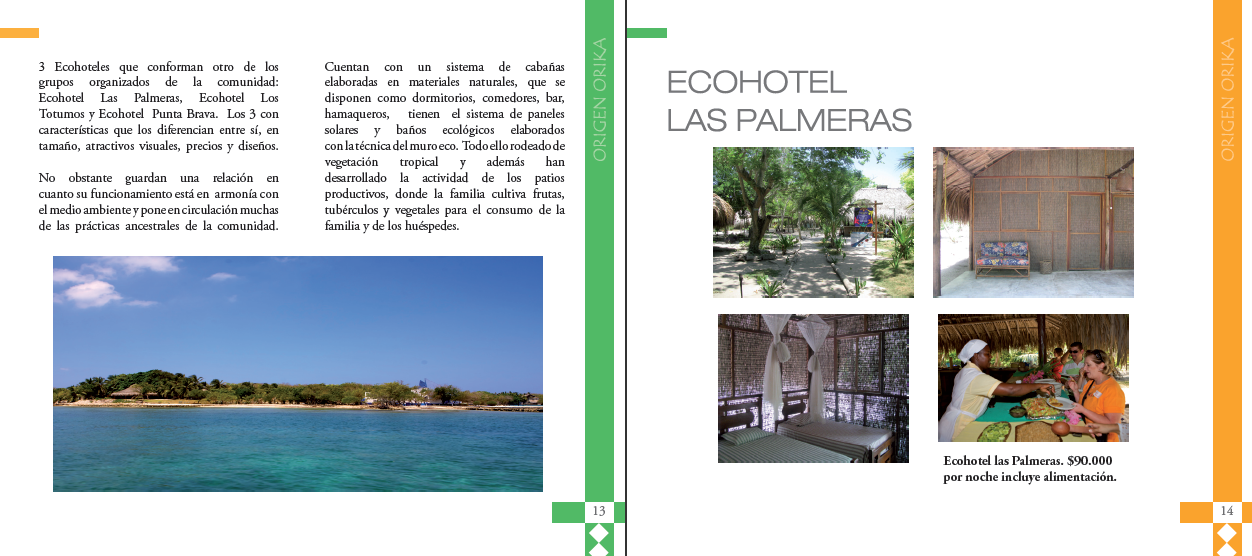 3 Ecohoteles que conforman otro de los
grupos organizados de la comunidad:
Ecohotel Las Palmeras, Ecohotel Los
Totumos y Ecohotel Punta Brava. Los 3 con
características que los diferencian entre sí, en
tamaño, atractivos visuales, precios y diseños.
No obstante guardan una relación en
cuanto su funcionamiento está en armonía con
el medio ambiente y pone en circulación muchas
de las prácticas ancestrales de la comunidad.
Cuentan con un sistema de cabañas
elaboradas en materiales naturales, que se
disponen como dormitorios, comedores, bar,
hamaqueros, tienen el sistema de paneles
solares y baños ecológicos elaborados
con la técnica del muro eco. Todo ello rodeado de
vegetación tropical y además han
desarrollado la actividad de los patios
productivos, donde la familia cultiva frutas,
tubérculos y vegetales para el consumo de la
familia y de los huéspedes.
ORIGEN ORIKA
13
ECOHOTEL
LAS PALMERAS
Ecohotel las Palmeras. $90.000
por noche incluye alimentación.
ORIGEN ORIKA
14